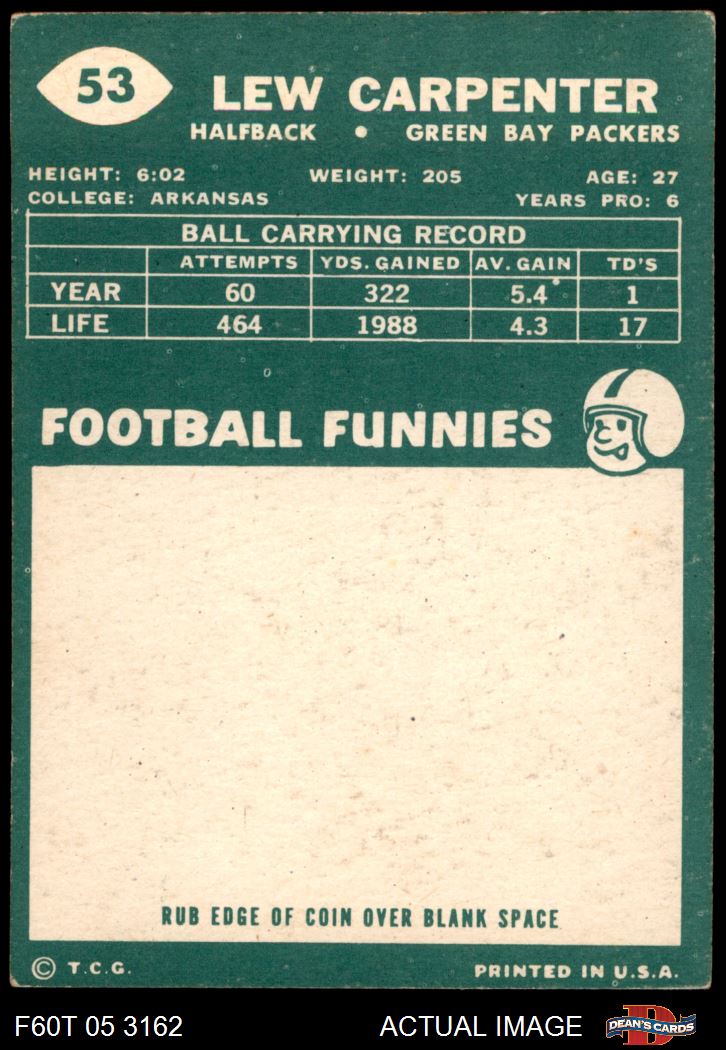 53
LEW CARPENTER
HALFBACK • GREEN BAY PACKERS
HEIGHT: 6:02 WEIGHT: 205 AGE: 27
COLLEGE: ARKANSAS YEARS PRO: 6
BALL CARRYING RECORD
ATTEMPTS YDS. GAINED AV. GAIN TD'S
YEAR 60 322 5.4 1
LIFE 464 1988 4.3 17
FOOTBALL FUNNIES
RUB EDGE OF COIN OVER BLANK SPACE
© T.C.G. PRINTED IN U.S.A.
F60T 05 3162 ACTUAL IMAGE D DEAN'S CARDS